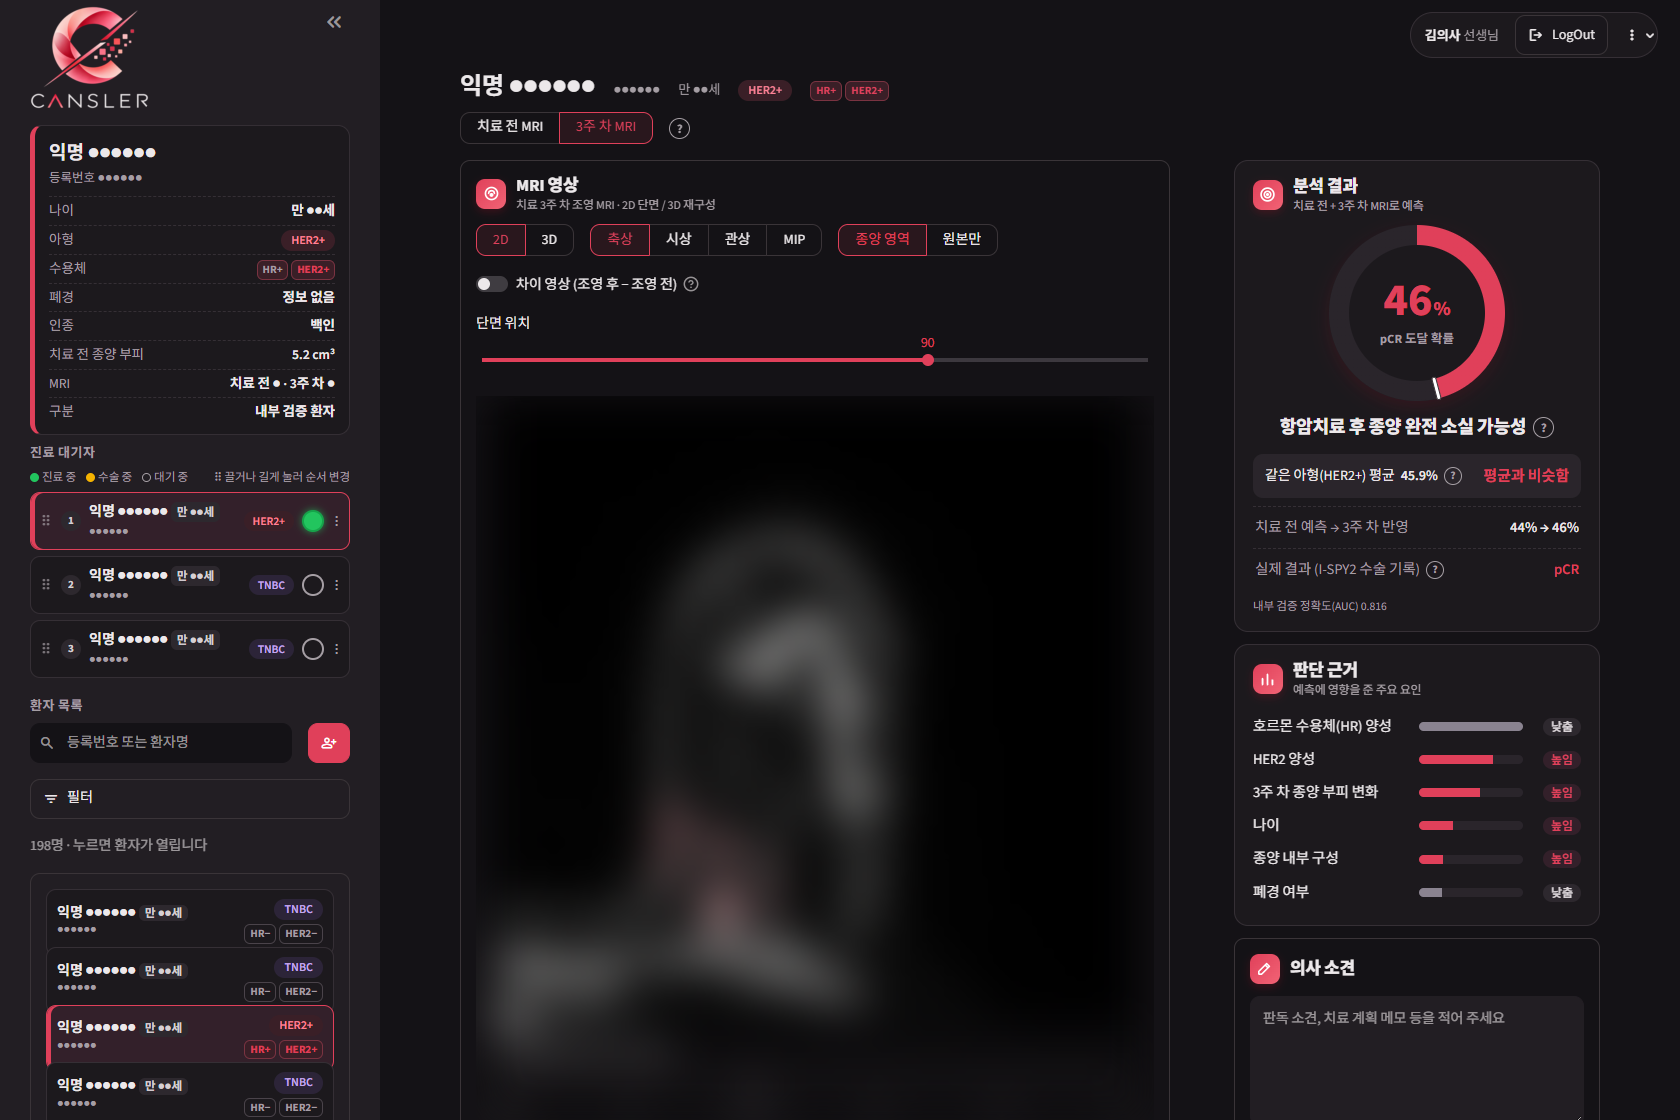 CANSLER
익명 ●●●●●●
등록번호 ●●●●●●
나이 만 ●●세
아형 HER2+
수용체 HR+ HER2+
폐경 정보 없음
인종 백인
치료 전 종양 부피 5.2 cm³
MRI 치료 전 ● · 3주 차 ●
구분 내부 검증 환자
진료 대기자
진료 중 수술 중 대기 중 ⠿ 끌거나 길게 눌러 순서 변경
1 익명 ●●●●●● 만 ●●세 HER2+
●●●●●●
2 익명 ●●●●●● 만 ●●세 TNBC
●●●●●●
3 익명 ●●●●●● 만 ●●세 TNBC
●●●●●●
환자 목록
등록번호 또는 환자명
필터
198명 · 누르면 환자가 열립니다
익명 ●●●●●● 만 ●●세 TNBC
●●●●●● HR− HER2−
익명 ●●●●●● 만 ●●세 TNBC
●●●●●● HR− HER2−
익명 ●●●●●● 만 ●●세 HER2+
●●●●●● HR+ HER2+
익명 ●●●●●● 만 ●●세 TNBC
●●●●●● HR− HER2−
김의사 선생님 LogOut
익명 ●●●●●● ●●●●●● 만 ●●세 HER2+ HR+ HER2+
치료 전 MRI 3주 차 MRI ?
MRI 영상
치료 3주 차 조영 MRI · 2D 단면 / 3D 재구성
2D 3D 축상 시상 관상 MIP 종양 영역 원본만
차이 영상 (조영 후 – 조영 전) ?
단면 위치
90
분석 결과
치료 전 + 3주 차 MRI로 예측
46%
pCR 도달 확률
항암치료 후 종양 완전 소실 가능성 ?
같은 아형(HER2+) 평균 45.9% ? 평균과 비슷함
치료 전 예측 → 3주 차 반영 44% → 46%
실제 결과 (I-SPY2 수술 기록) ? pCR
내부 검증 정확도(AUC) 0.816
판단 근거
예측에 영향을 준 주요 요인
호르몬 수용체(HR) 양성 낮춤
HER2 양성 높임
3주 차 종양 부피 변화 높임
나이 높임
종양 내부 구성 높임
폐경 여부 낮춤
의사 소견
판독 소견, 치료 계획 메모 등을 적어 주세요